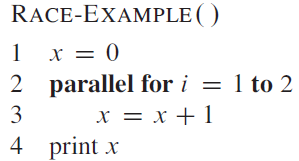 RACE-EXAMPLE()
1 x = 0
2 parallel for i = 1 to 2
3 x = x + 1
4 print x